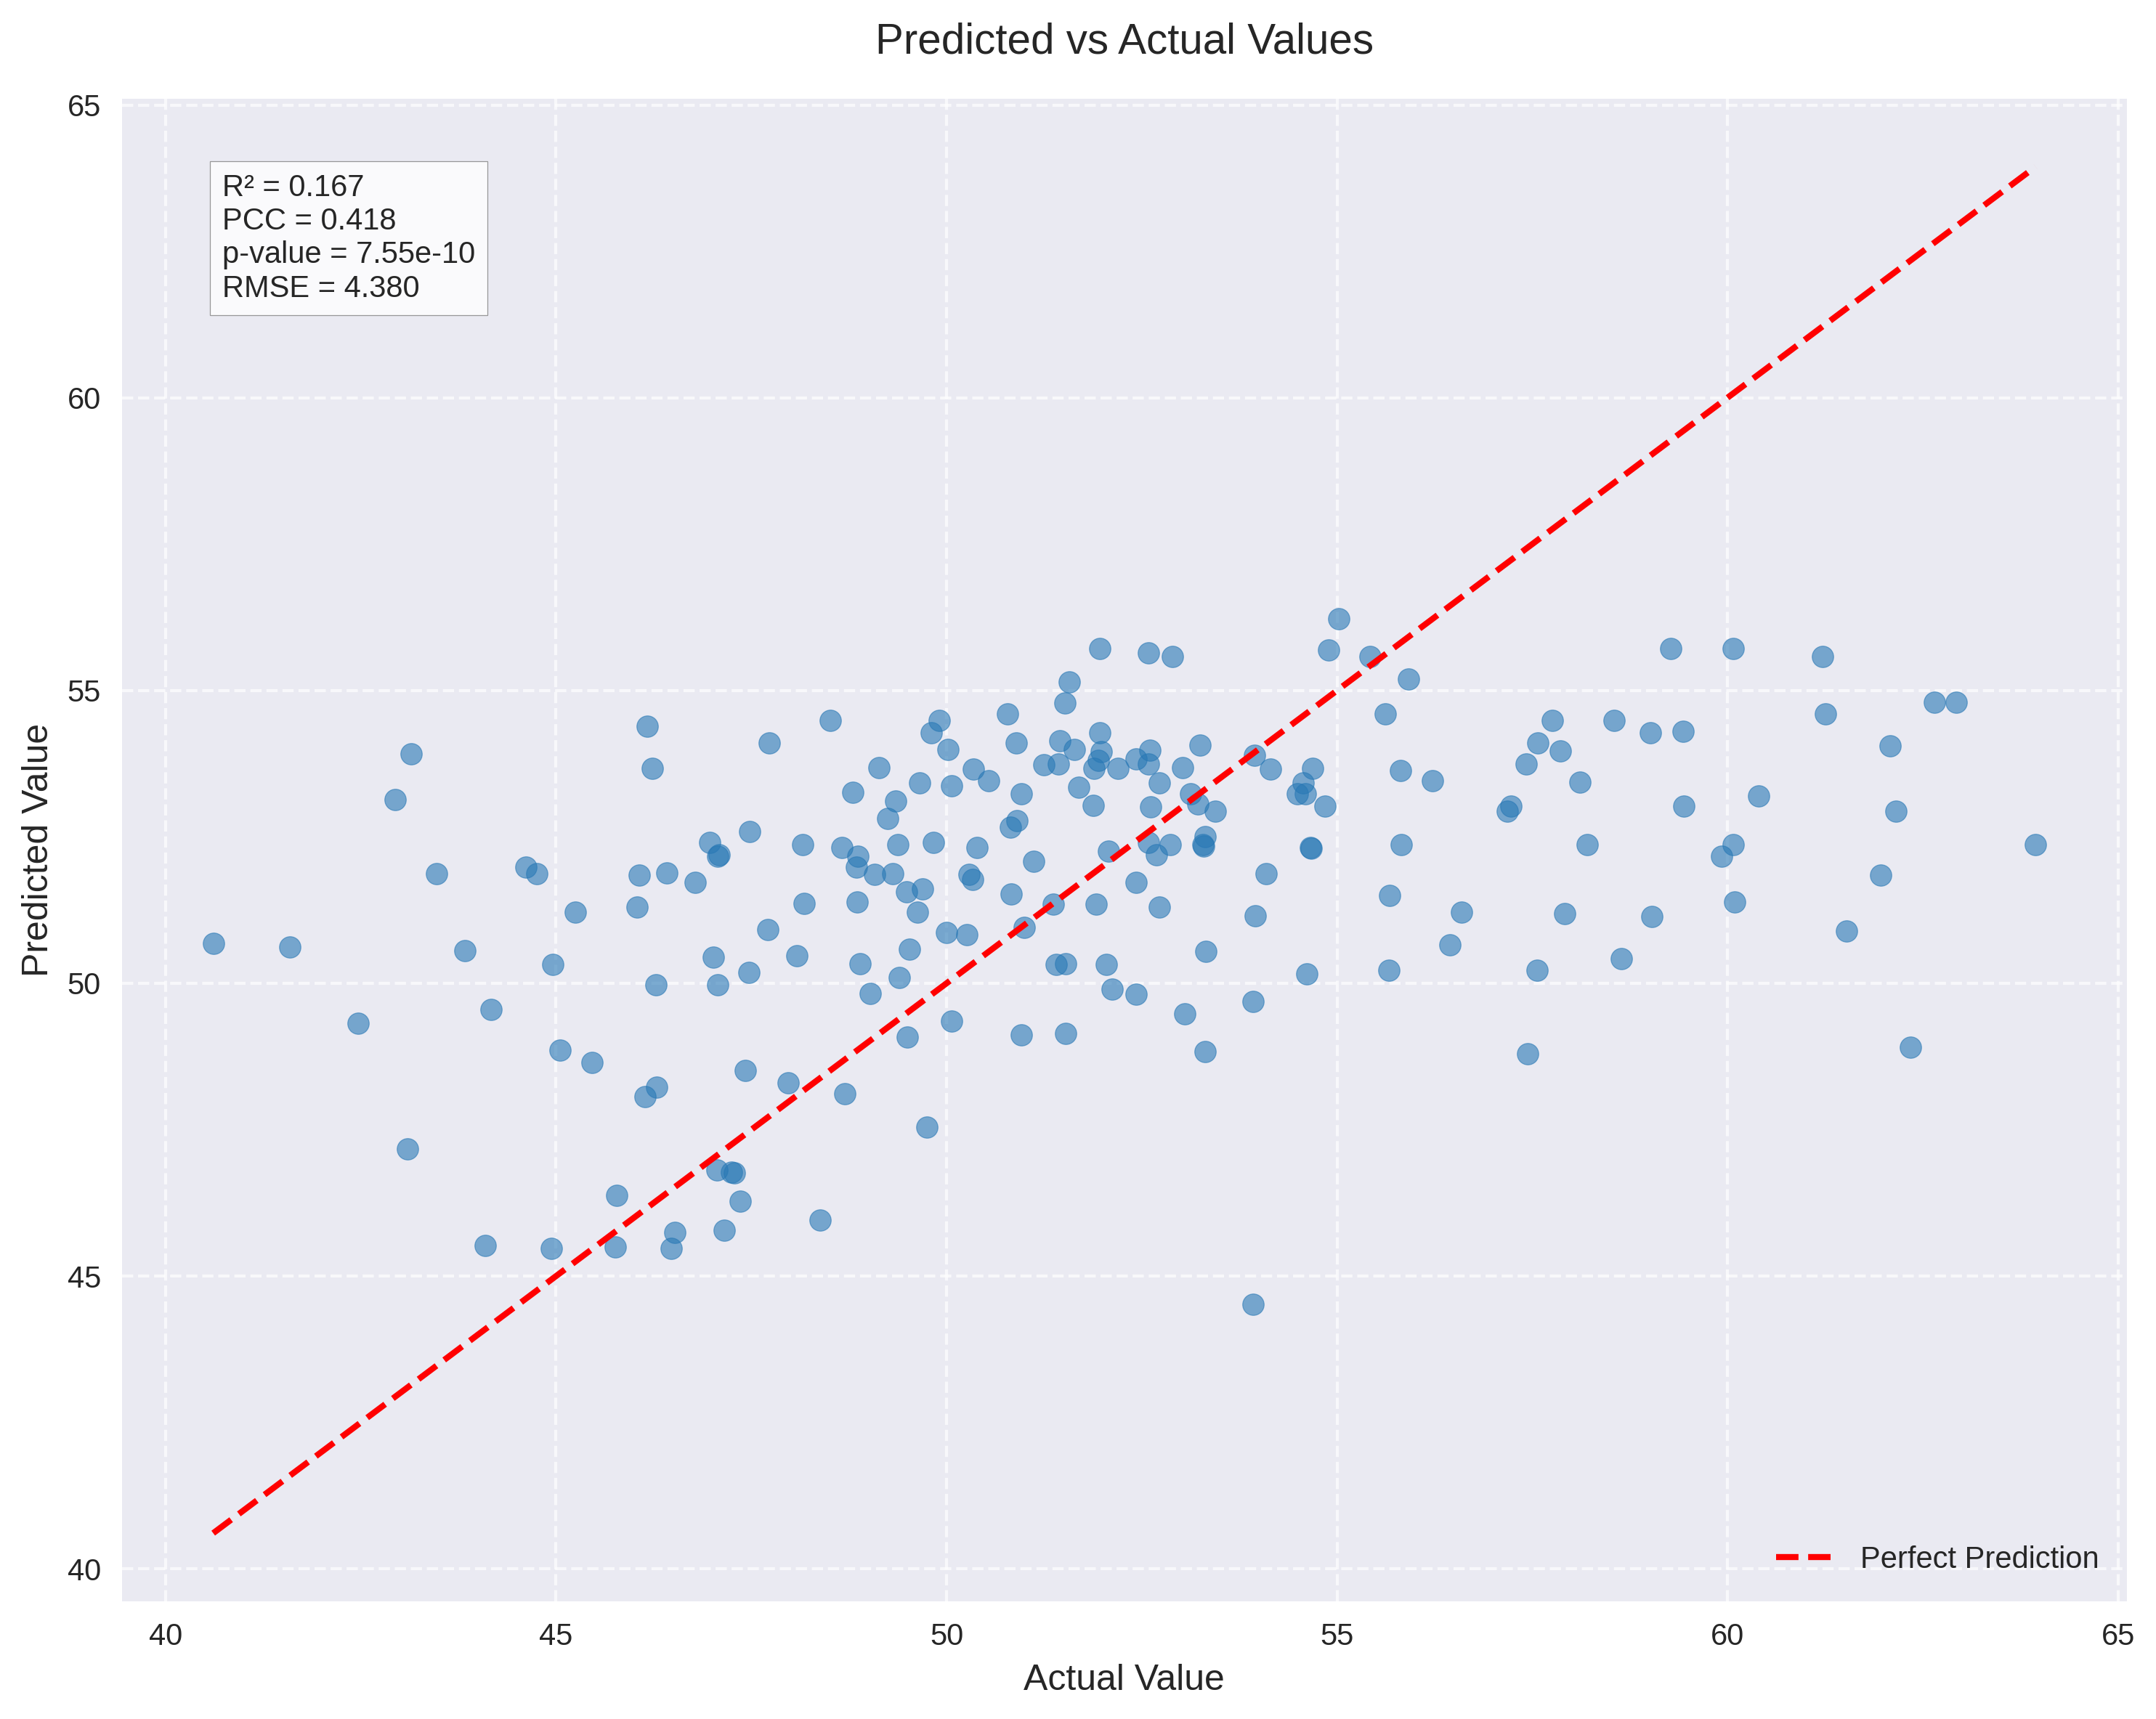 Predicted vs Actual Values
65
60
55
50
45
40
R² = 0.167
PCC = 0.418
p-value = 7.55e-10
RMSE = 4.380
Predicted Value
Perfect Prediction
40
45
50
55
60
65
Actual Value